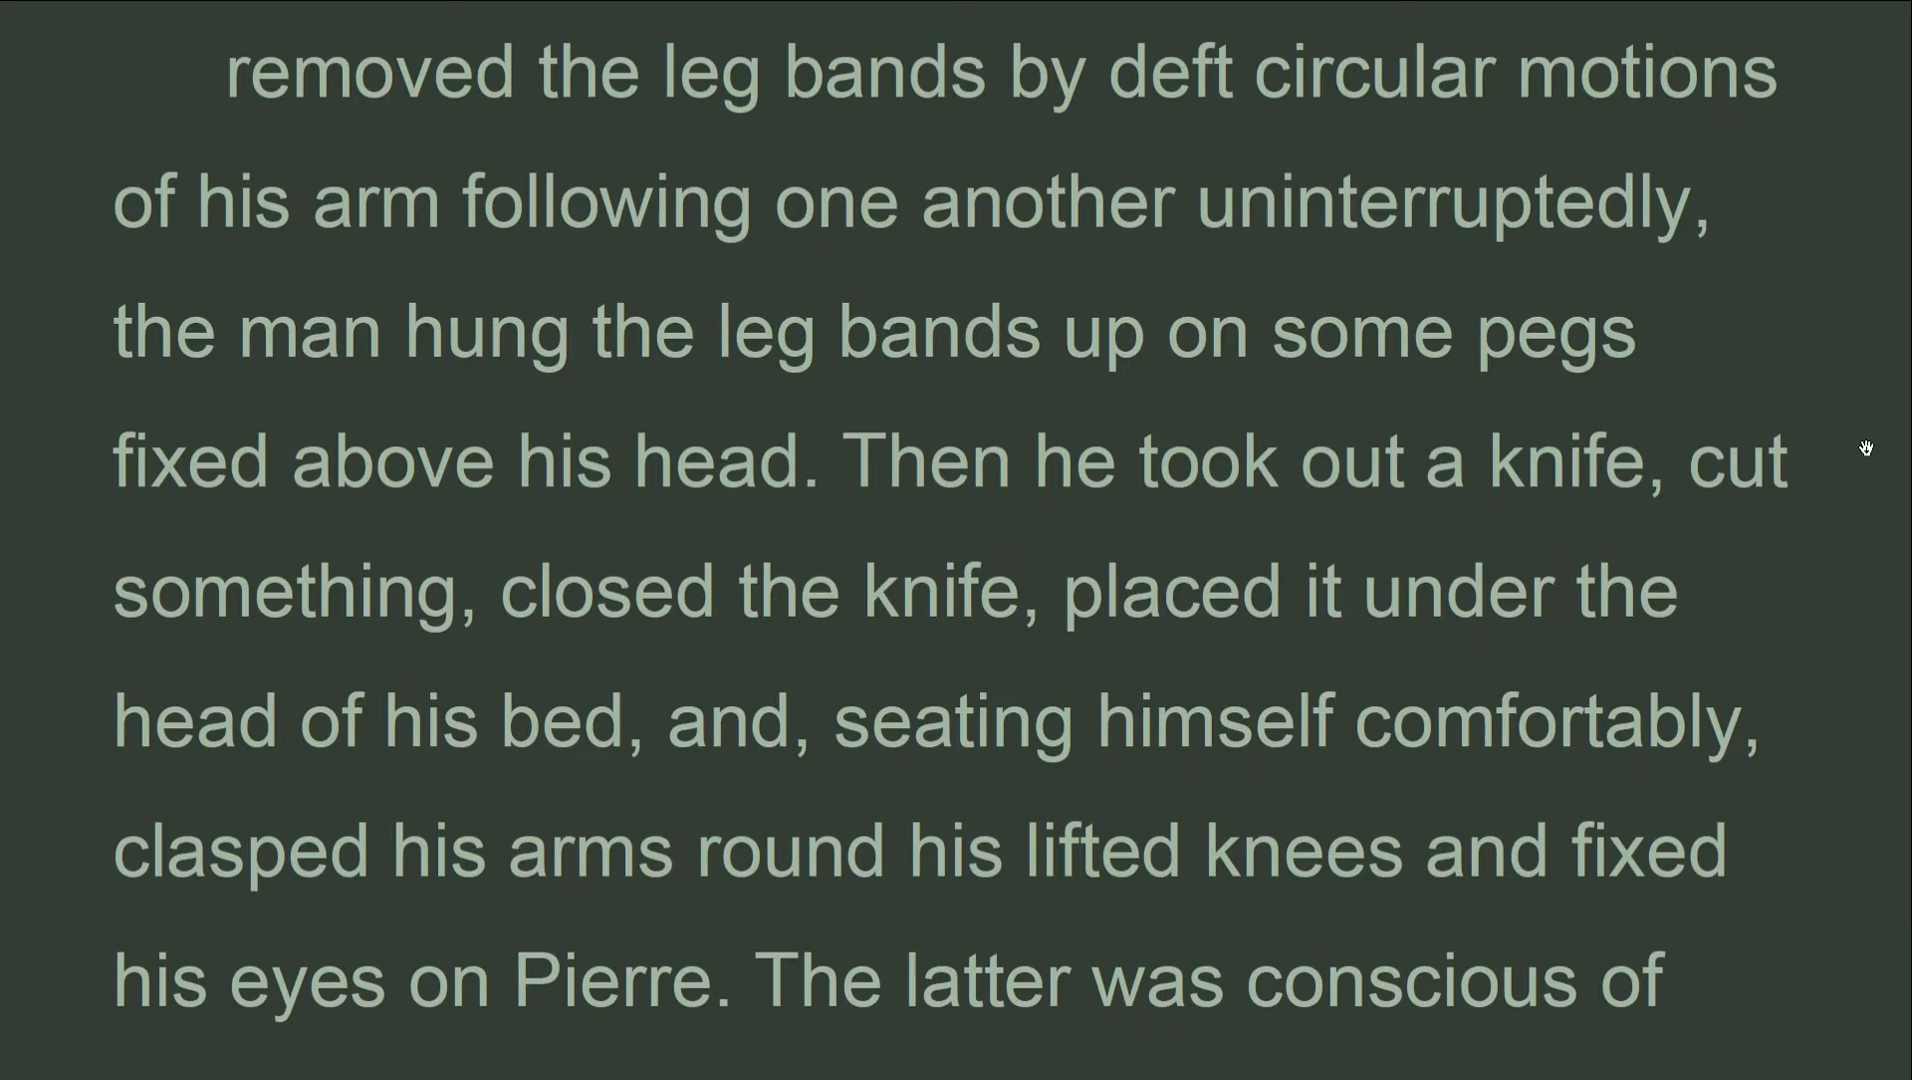 removed the leg bands by deft circular motions
of his arm following one another uninterruptedly,
the man hung the leg bands up on some pegs
fixed above his head. Then he took out a knife, cut
something, closed the knife, placed it under the
head of his bed, and, seating himself comfortably,
clasped his arms round his lifted knees and fixed
his eyes on Pierre. The latter was conscious of